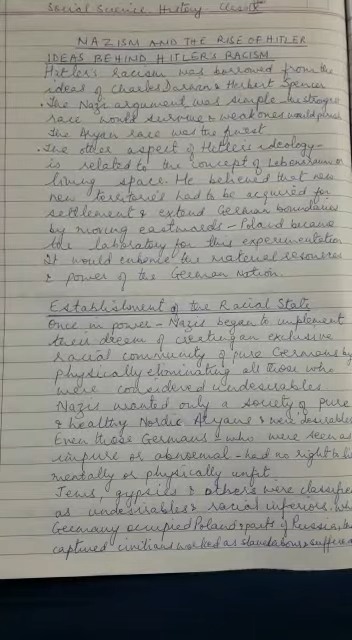 Social Science History Class IX
NAZISM AND THE RISE OF HITLER
IDEAS BEHIND HITLER'S RACISM
Hitler's racism was borrowed from the
ideas of Charles Darwin & Herbert Spencer
. The Nazi argument was simple. The strongest
race would survive & weak ones would perish
The Aryan race was the finest
. The other aspect of Hitler's ideology-
is related to the concept of Lebensraum or
living space. He believed that new
new territories had to be acquired for
settlement & extend German boundaries
by moving eastwards - Poland became
the laboratory for this experimentation
It would enhance the material resources
& power of the German nation.
Establishment of the Racial State
Once in power - Nazis began to implement
their dream of creating an exclusive
racial community of pure Germans by
physically eliminating all those who
were considered undesirables
Nazis wanted only a society of pure
& healthy Nordic Aryans & were desirables
Even those Germans - who were seen as
impure or abnormal - had no right to
mentally or physically unfit.
Jews, gypsies & others were classified
as undesirables & racial inferiors.
Germany occupied Poland & parts of Russia,
captured civilians worked as slave labour &